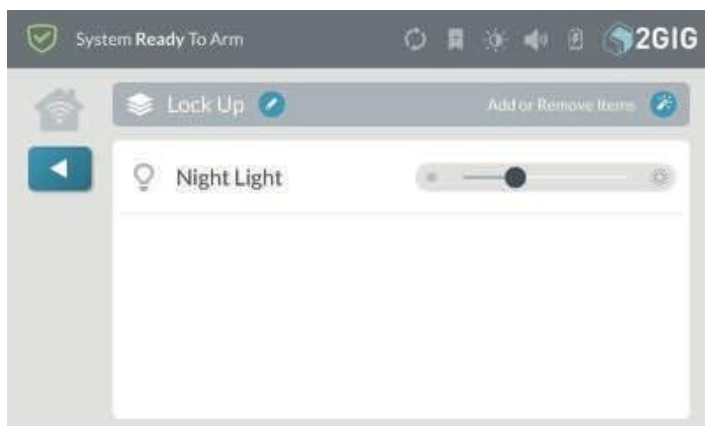 System Ready To Arm
2GIG
Lock Up
Add or Remove Items
Night Light